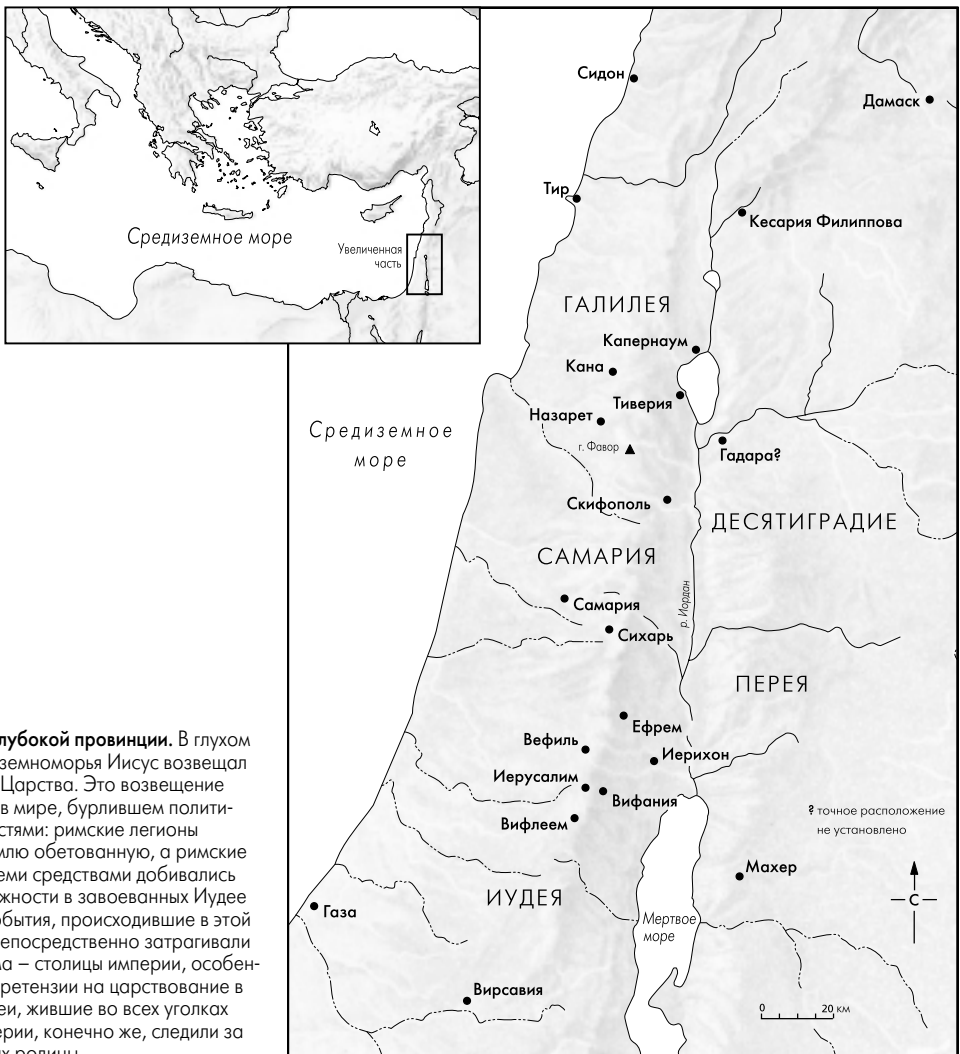 Средиземное море
Увеличенная
часть
Сидон
Дамаск
Тир
Кесария Филиппова
ГАЛИЛЕЯ
Капернаум
Кана
Тиверия
Назарет
г. Фавор
Гадара?
Средиземное
море
Скифополь
ДЕСЯТИГРАДИЕ
САМАРИЯ
р. Иордан
Самария
Сихарь
ПЕРЕЯ
Ефрем
Вефиль
Иерихон
Иерусалим
Вифания
Вифлеем
? точное расположение
не установлено
Махер
ИУДЕЯ
С
Газа
Мертвое
море
Вирсавия
0 20 км
лубокой провинции. В глухом
земноморья Иисус возвещал
Царства. Это возвещение
в мире, бурлившем полити-
стями: римские легионы
млю обетованную, а римские
еми средствами добивались
жности в завоеванных Иудее
обытия, происходившие в этой
епосредственно затрагивали
ма – столицы империи, особен-
ретензии на царствование в
еи, жившие во всех уголках
ерии, конечно же, следили за
их родины